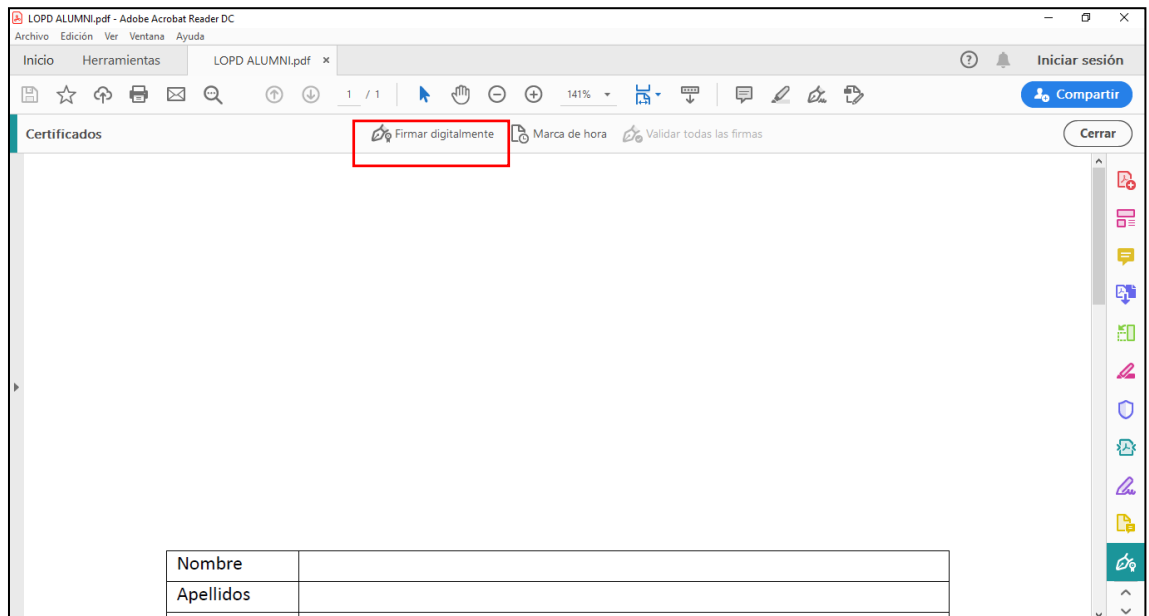 LOPD ALUMNI.pdf - Adobe Acrobat Reader DC
Archivo Edición Ver Ventana Ayuda
Inicio Herramientas LOPD ALUMNI.pdf × Iniciar sesión
1 / 1 141% Compartir
Certificados Firmar digitalmente Marca de hora Validar todas las firmas Cerrar
Nombre
Apellidos